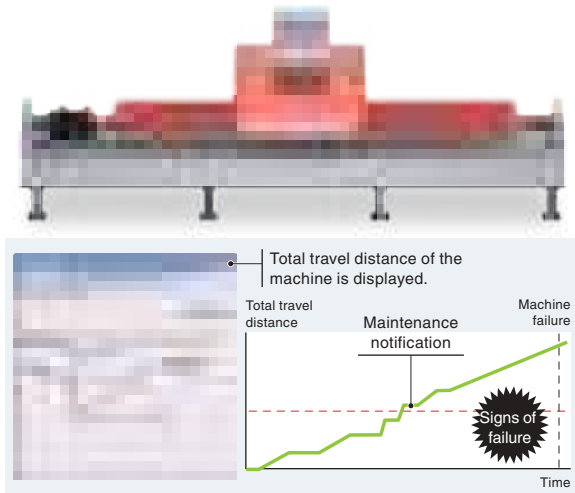 Total travel distance of the
machine is displayed.
Total travel
distance
Maintenance
notification
Machine
failure
Signs of
failure
Time